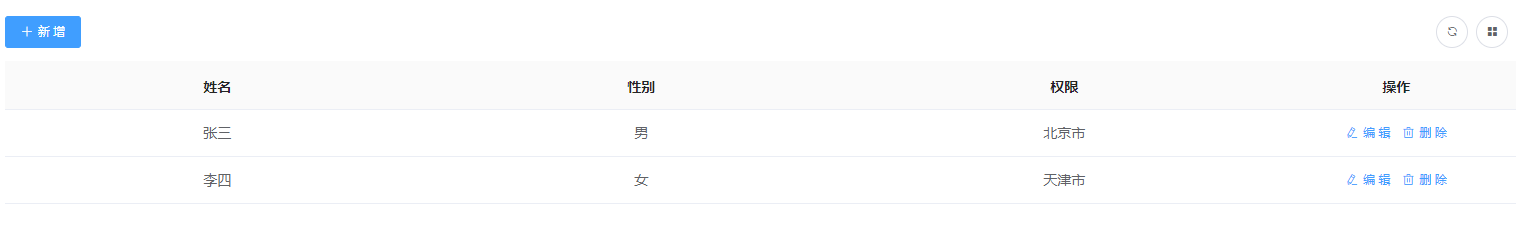 新增
姓名 性别 权限 操作
张三 男 北京市 编辑 删除
李四 女 天津市 编辑 删除